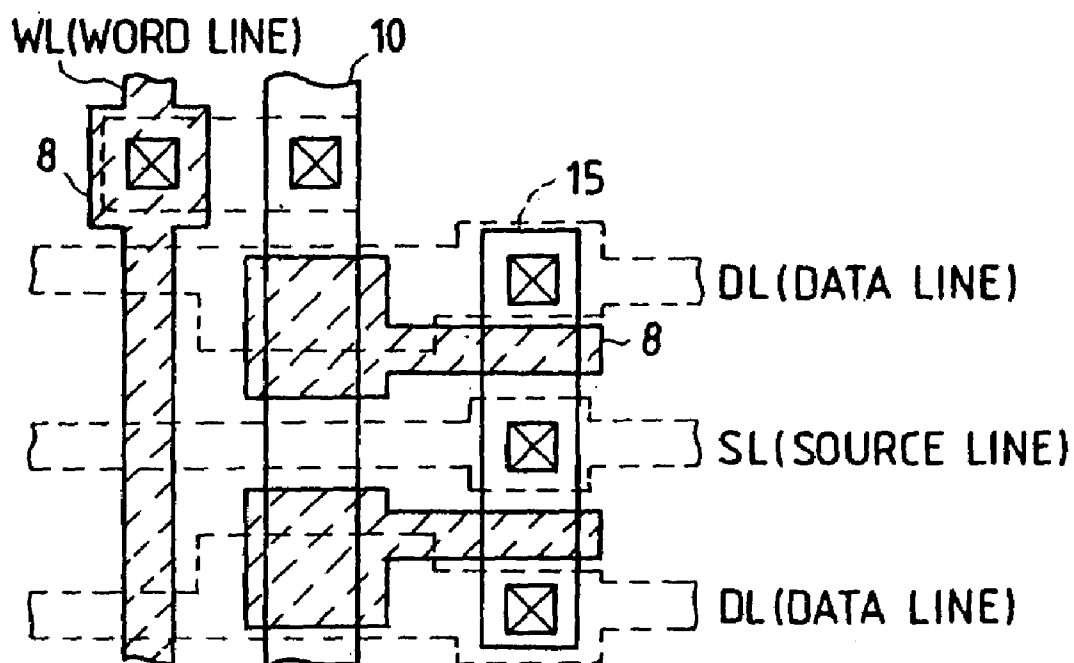 WL(WORD LINE)
10
8
15
DL(DATA LINE)
8
SL(SOURCE LINE)
DL(DATA LINE)